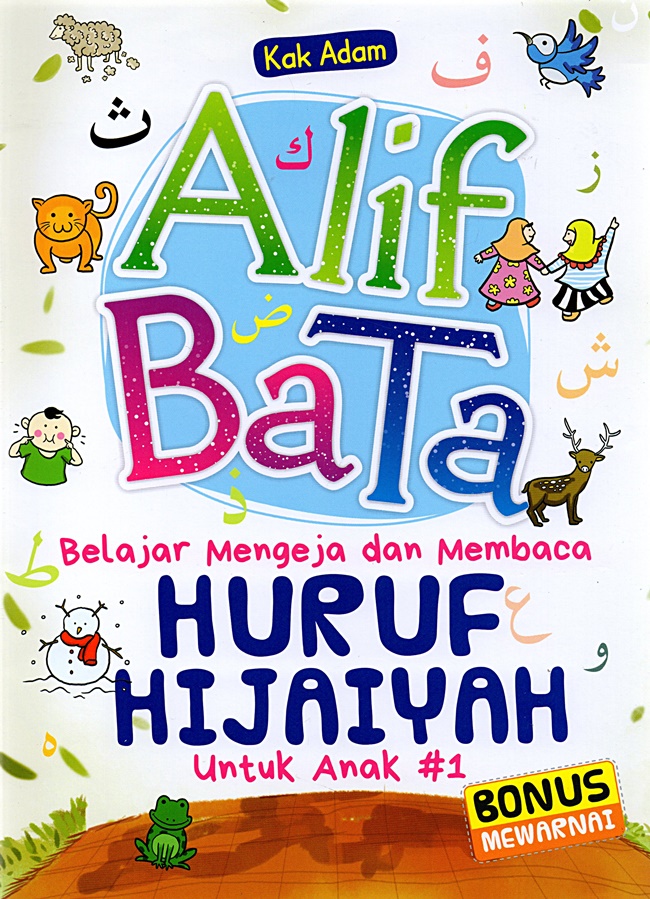 ن
Kak Adam
ف
ث
ك
ز
Alif
ض
BaTa
ش
ذ
Belajar Mengeja dan Membaca
ط
HURUF
ع
و
HIJAIYAH
ه
Untuk Anak #1
BONUS
MEWARNAI